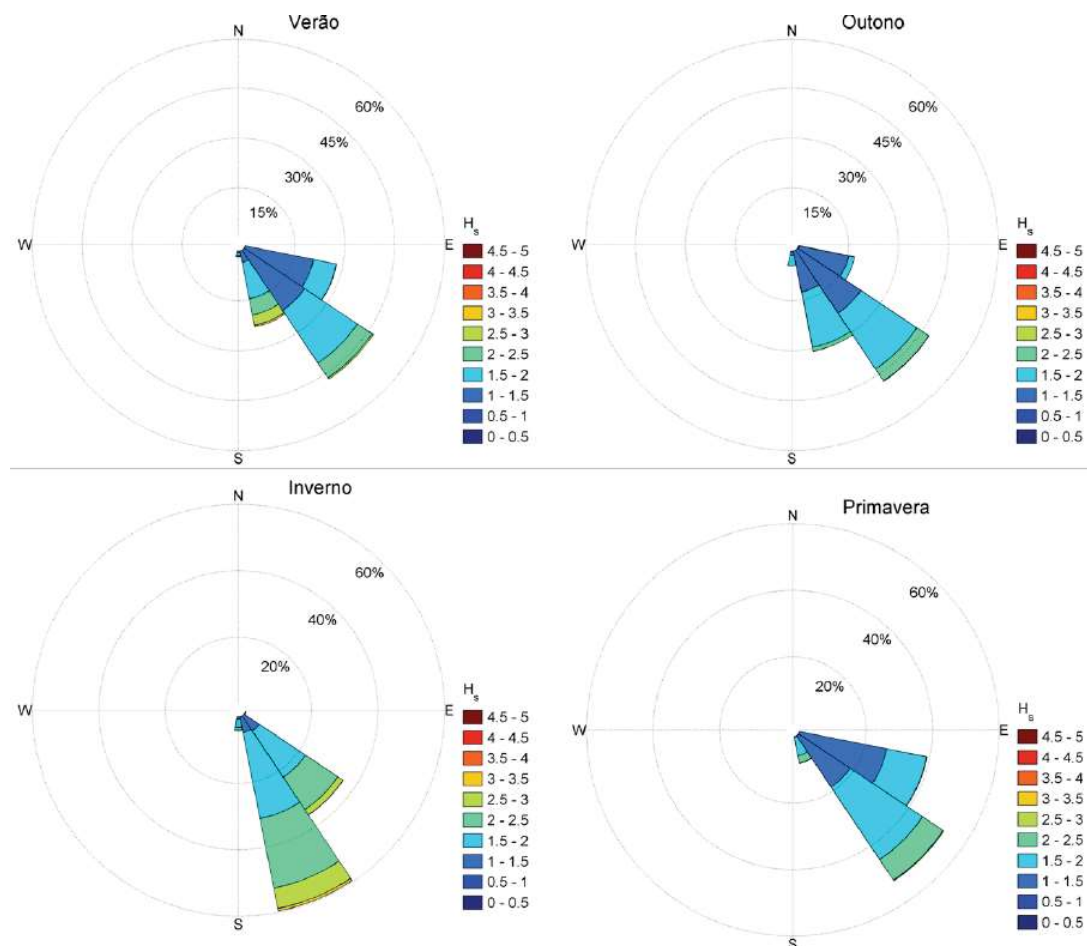 Verão
N
60%
45%
30%
15%
W
E
S
H s
4.5 - 5
4 - 4.5
3.5 - 4
3 - 3.5
2.5 - 3
2 - 2.5
1.5 - 2
1 - 1.5
0.5 - 1
0 - 0.5
Outono
N
60%
45%
30%
15%
W
E
S
H s
4.5 - 5
4 - 4.5
3.5 - 4
3 - 3.5
2.5 - 3
2 - 2.5
1.5 - 2
1 - 1.5
0.5 - 1
0 - 0.5
Inverno
N
60%
40%
20%
W
E
S
H s
4.5 - 5
4 - 4.5
3.5 - 4
3 - 3.5
2.5 - 3
2 - 2.5
1.5 - 2
1 - 1.5
0.5 - 1
0 - 0.5
Primavera
N
60%
40%
20%
W
E
S
H s
4.5 - 5
4 - 4.5
3.5 - 4
3 - 3.5
2.5 - 3
2 - 2.5
1.5 - 2
1 - 1.5
0.5 - 1
0 - 0.5